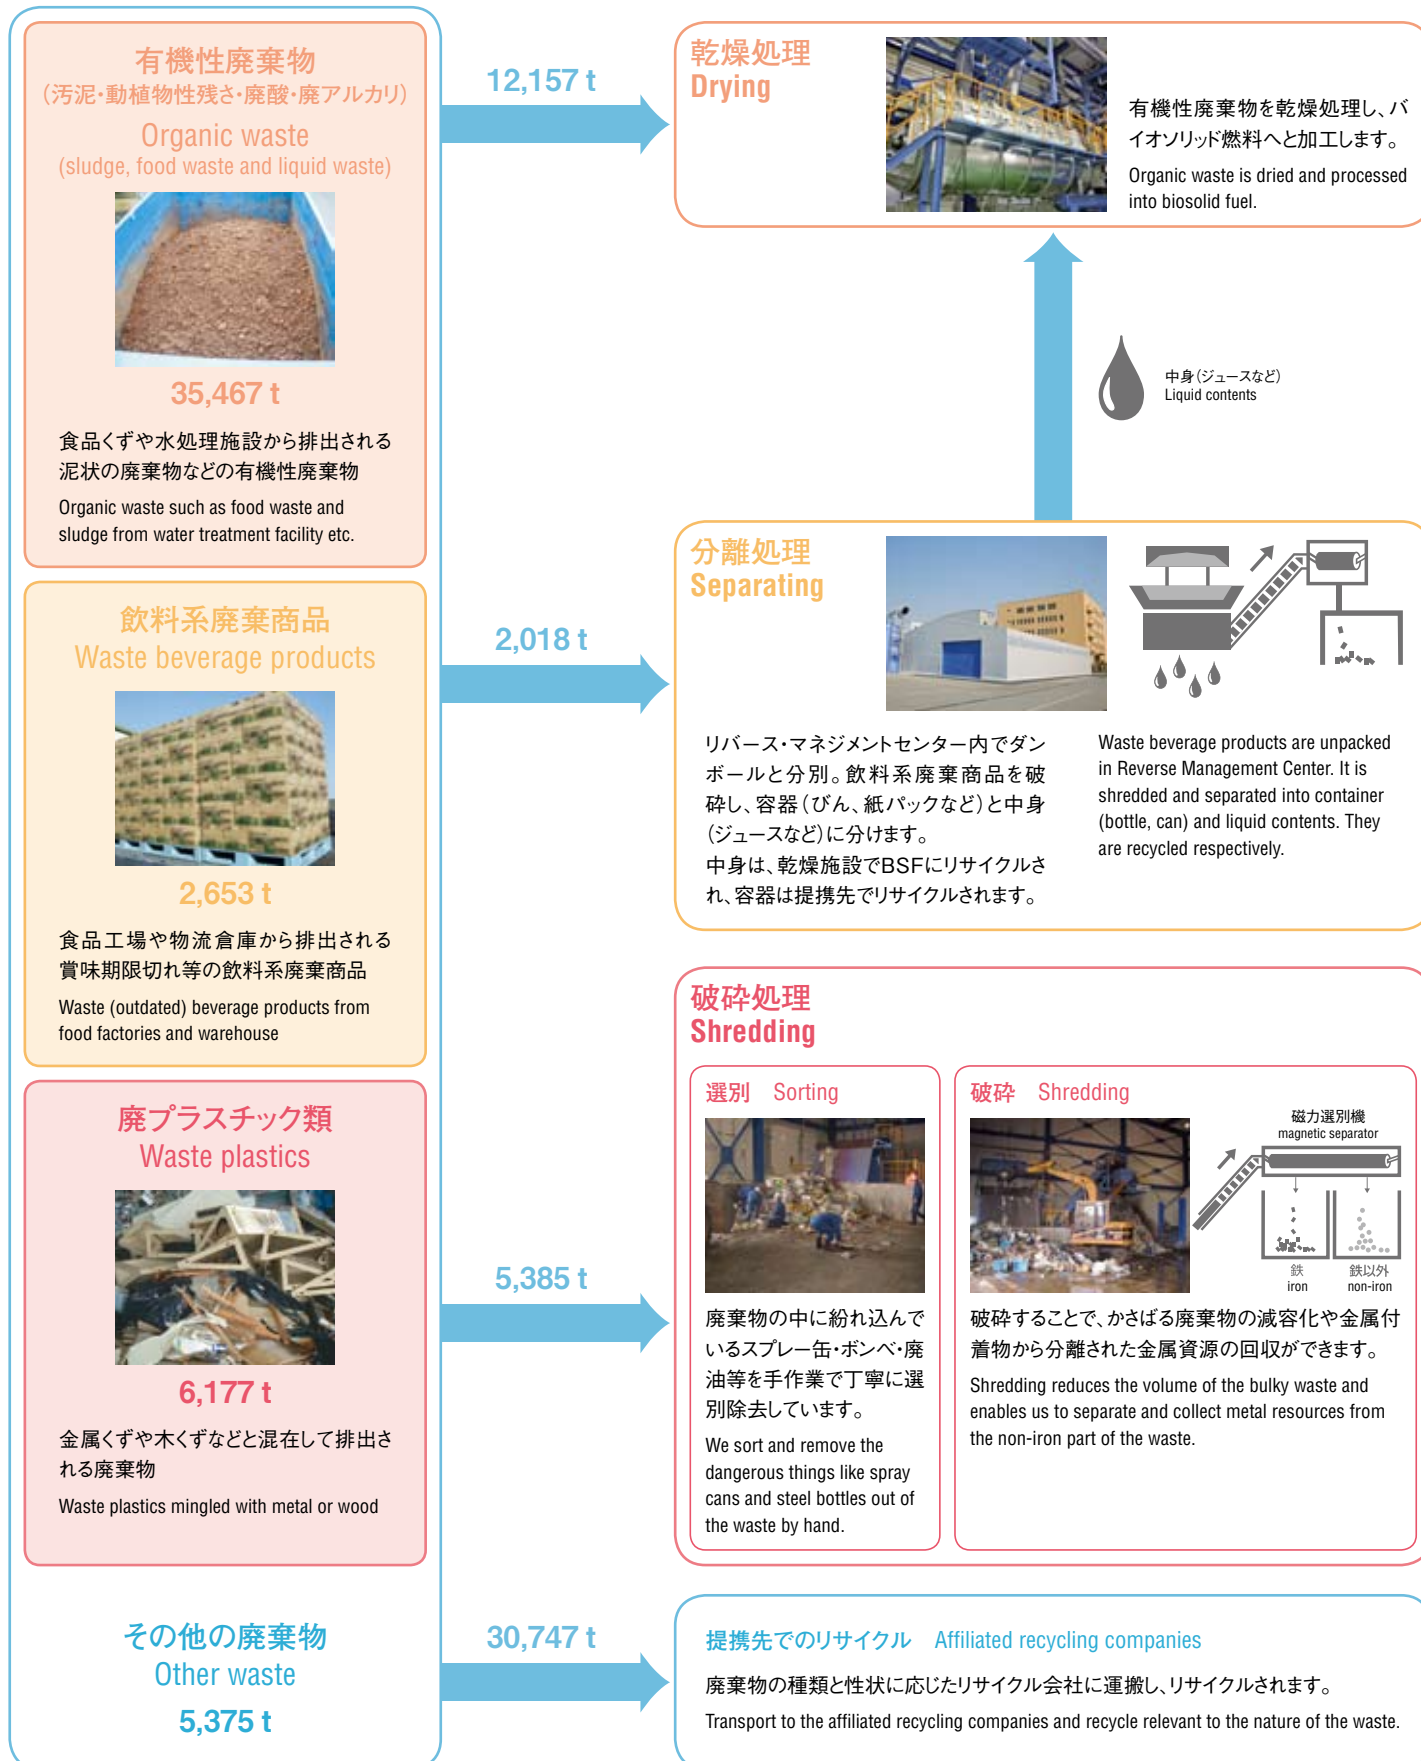 有機性廃棄物
(汚泥・動植物性残さ・廃酸・廃アルカリ)
Organic waste
(sludge, food waste and liquid waste)
35,467 t
食品くずや水処理施設から排出される
泥状の廃棄物などの有機性廃棄物
Organic waste such as food waste and
sludge from water treatment facility etc.
飲料系廃棄商品
Waste beverage products
2,653 t
食品工場や物流倉庫から排出される
賞味期限切れ等の飲料系廃棄商品
Waste (outdated) beverage products from
food factories and warehouse
廃プラスチック類
Waste plastics
6,177 t
金属くずや木くずなどと混在して排出さ
れる廃棄物
Waste plastics mingled with metal or wood
その他の廃棄物
Other waste
5,375 t
12,157 t
2,018 t
5,385 t
30,747 t
乾燥処理
Drying
有機性廃棄物を乾燥処理し、バ
イオソリッド燃料へと加工します。
Organic waste is dried and processed
into biosolid fuel.
中身(ジュースなど)
Liquid contents
分離処理
Separating
リバース・マネジメントセンター内でダン
ボールと分別。飲料系廃棄商品を破
砕し、容器(びん、紙パックなど)と中身
(ジュースなど)に分けます。
中身は、乾燥施設でBSFにリサイクルさ
れ、容器は提携先でリサイクルされます。
Waste beverage products are unpacked
in Reverse Management Center. It is
shredded and separated into container
(bottle, can) and liquid contents. They
are recycled respectively.
破砕処理
Shredding
選別 Sorting
廃棄物の中に紛れ込んで
いるスプレー缶・ボンベ・廃
油等を手作業で丁寧に選
別除去しています。
We sort and remove the
dangerous things like spray
cans and steel bottles out of
the waste by hand.
破砕 Shredding
磁力選別機
magnetic separator
鉄
iron
鉄以外
non-iron
破砕することで、かさばる廃棄物の減容化や金属付
着物から分離された金属資源の回収ができます。
Shredding reduces the volume of the bulky waste and
enables us to separate and collect metal resources from
the non-iron part of the waste.
提携先でのリサイクル Affiliated recycling companies
廃棄物の種類と性状に応じたリサイクル会社に運搬し、リサイクルされます。
Transport to the affiliated recycling companies and recycle relevant to the nature of the waste.